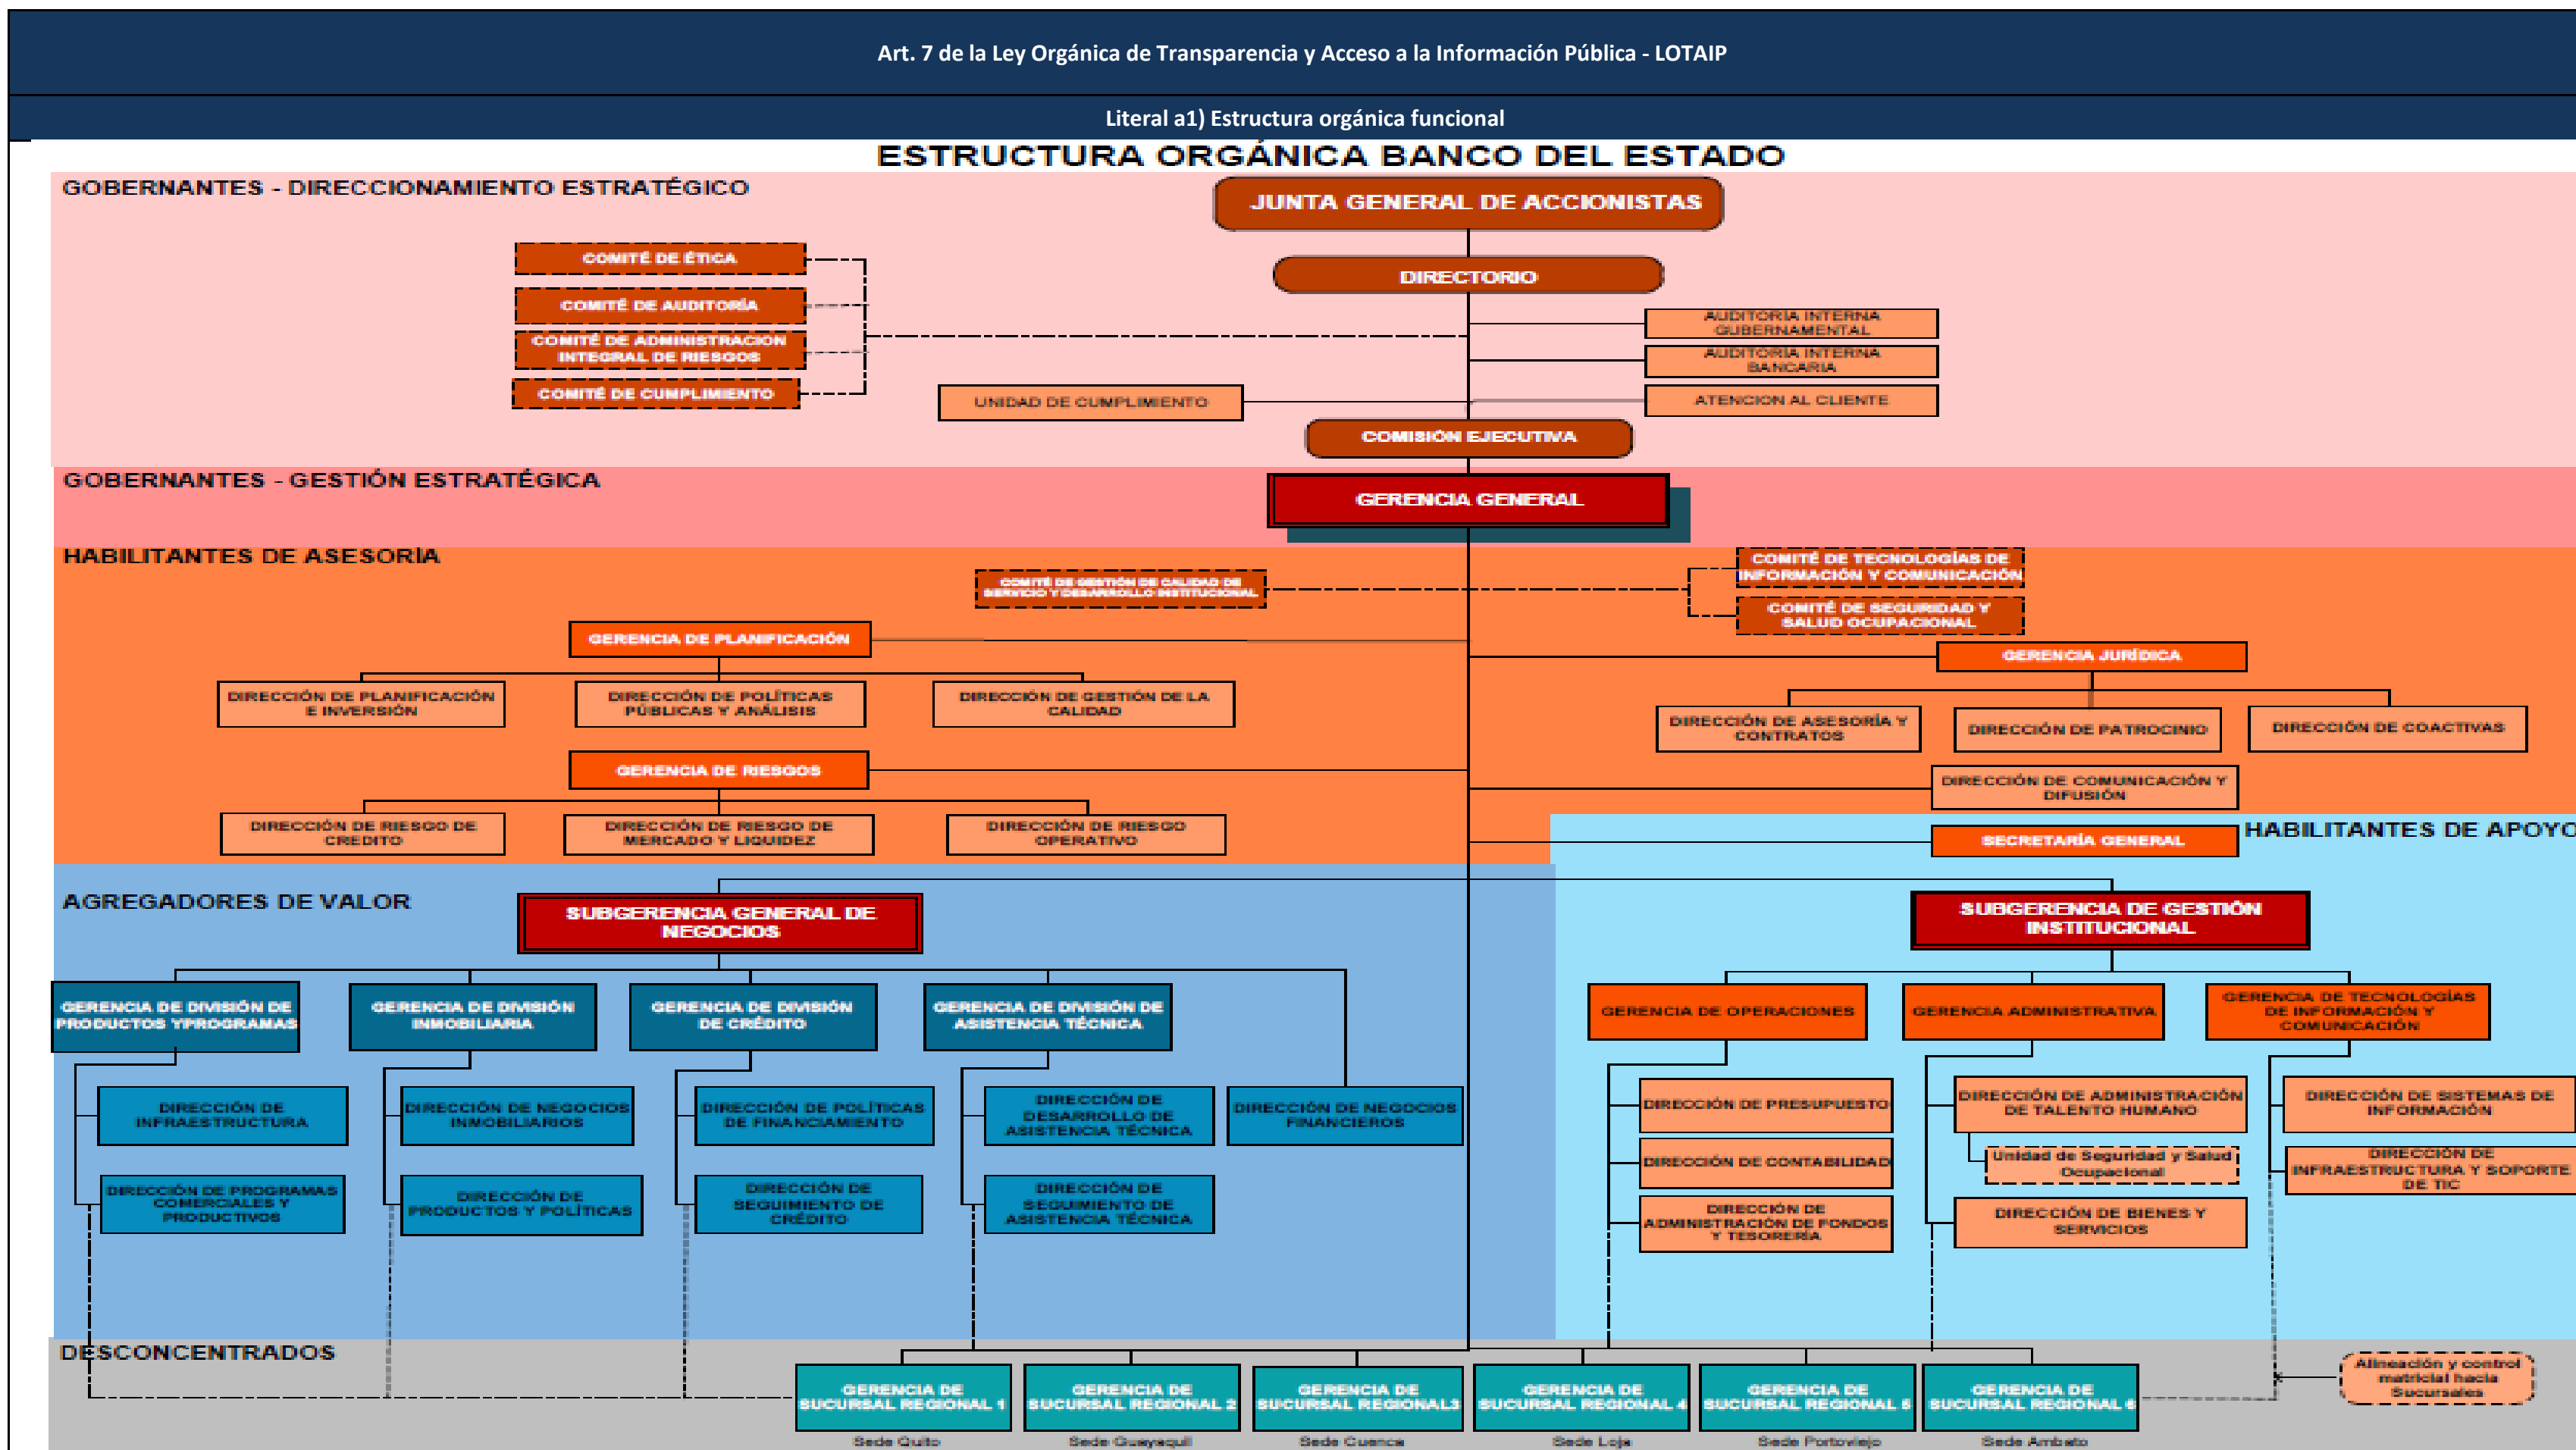 Art. 7 de la Ley Orgánica de Transparencia y Acceso a la Información Pública - LOTAIP
Literal a1) Estructura orgánica funcional
ESTRUCTURA ORGÁNICA BANCO DEL ESTADO
GOBERNANTES - DIRECCIONAMIENTO ESTRATÉGICO
JUNTA GENERAL DE ACCIONISTAS
COMITÉ DE ÉTICA
DIRECTORIO
COMITÉ DE AUDITORÍA
AUDITORÍA INTERNA
GUBERNAMENTAL
COMITÉ DE ADMINISTRACION
INTEGRAL DE RIESGOS
AUDITORÍA INTERNA
BANCARIA
COMITÉ DE CUMPLIMIENTO
UNIDAD DE CUMPLIMIENTO
ATENCION AL CLIENTE
COMISIÓN EJECUTIVA
GOBERNANTES - GESTIÓN ESTRATÉGICA
GERENCIA GENERAL
HABILITANTES DE ASESORÍA
COMITÉ DE GESTIÓN DE CALIDAD DE
SERVICIO Y DESARROLLO INSTITUCIONAL
COMITÉ DE TECNOLOGÍAS DE
INFORMACIÓN Y COMUNICACIÓN
COMITÉ DE SEGURIDAD Y
SALUD OCUPACIONAL
GERENCIA DE PLANIFICACIÓN
GERENCIA JURÍDICA
DIRECCIÓN DE PLANIFICACIÓN
E INVERSIÓN
DIRECCIÓN DE POLÍTICAS
PÚBLICAS Y ANÁLISIS
DIRECCIÓN DE GESTIÓN DE LA
CALIDAD
DIRECCIÓN DE ASESORÍA Y
CONTRATOS
DIRECCIÓN DE PATROCINIO
DIRECCIÓN DE COACTIVAS
GERENCIA DE RIESGOS
DIRECCIÓN DE COMUNICACIÓN Y
DIFUSIÓN
DIRECCIÓN DE RIESGO DE
CREDITO
DIRECCIÓN DE RIESGO DE
MERCADO Y LIQUIDEZ
DIRECCIÓN DE RIESGO
OPERATIVO
SECRETARÍA GENERAL
HABILITANTES DE APOYO
AGREGADORES DE VALOR
SUBGERENCIA GENERAL DE
NEGOCIOS
SUBGERENCIA DE GESTIÓN
INSTITUCIONAL
GERENCIA DE DIVISIÓN DE
PRODUCTOS YPROGRAMAS
GERENCIA DE DIVISIÓN
INMOBILIARIA
GERENCIA DE DIVISIÓN
DE CRÉDITO
GERENCIA DE DIVISIÓN DE
ASISTENCIA TÉCNICA
GERENCIA DE OPERACIONES
GERENCIA ADMINISTRATIVA
GERENCIA DE TECNOLOGÍAS
DE INFORMACIÓN Y
COMUNICACIÓN
DIRECCIÓN DE
INFRAESTRUCTURA
DIRECCIÓN DE NEGOCIOS
INMOBILIARIOS
DIRECCIÓN DE POLÍTICAS
DE FINANCIAMIENTO
DIRECCIÓN DE
DESARROLLO DE
ASISTENCIA TÉCNICA
DIRECCIÓN DE NEGOCIOS
FINANCIEROS
DIRECCIÓN DE PRESUPUESTO
DIRECCIÓN DE ADMINISTRACIÓN
DE TALENTO HUMANO
DIRECCIÓN DE SISTEMAS DE
INFORMACIÓN
DIRECCIÓN DE CONTABILIDAD
Unidad de Seguridad y Salud
Ocupacional
DIRECCIÓN DE
INFRAESTRUCTURA Y SOPORTE
DE TIC
DIRECCIÓN DE PROGRAMAS
COMERCIALES Y
PRODUCTIVOS
DIRECCIÓN DE
PRODUCTOS Y POLÍTICAS
DIRECCIÓN DE
SEGUIMIENTO DE
CRÉDITO
DIRECCIÓN DE
SEGUIMIENTO DE
ASISTENCIA TÉCNICA
DIRECCIÓN DE
ADMINISTRACIÓN DE FONDOS
Y TESORERÍA
DIRECCIÓN DE BIENES Y
SERVICIOS
DESCONCENTRADOS
GERENCIA DE
SUCURSAL REGIONAL 1
GERENCIA DE
SUCURSAL REGIONAL 2
GERENCIA DE
SUCURSAL REGIONAL3
GERENCIA DE
SUCURSAL REGIONAL 4
GERENCIA DE
SUCURSAL REGIONAL 5
GERENCIA DE
SUCURSAL REGIONAL 6
Alineación y control
matricial hacia
Sucursales
Sede Quito
Sede Guayaquil
Sede Cuenca
Sede Loja
Sede Portoviejo
Sede Ambato